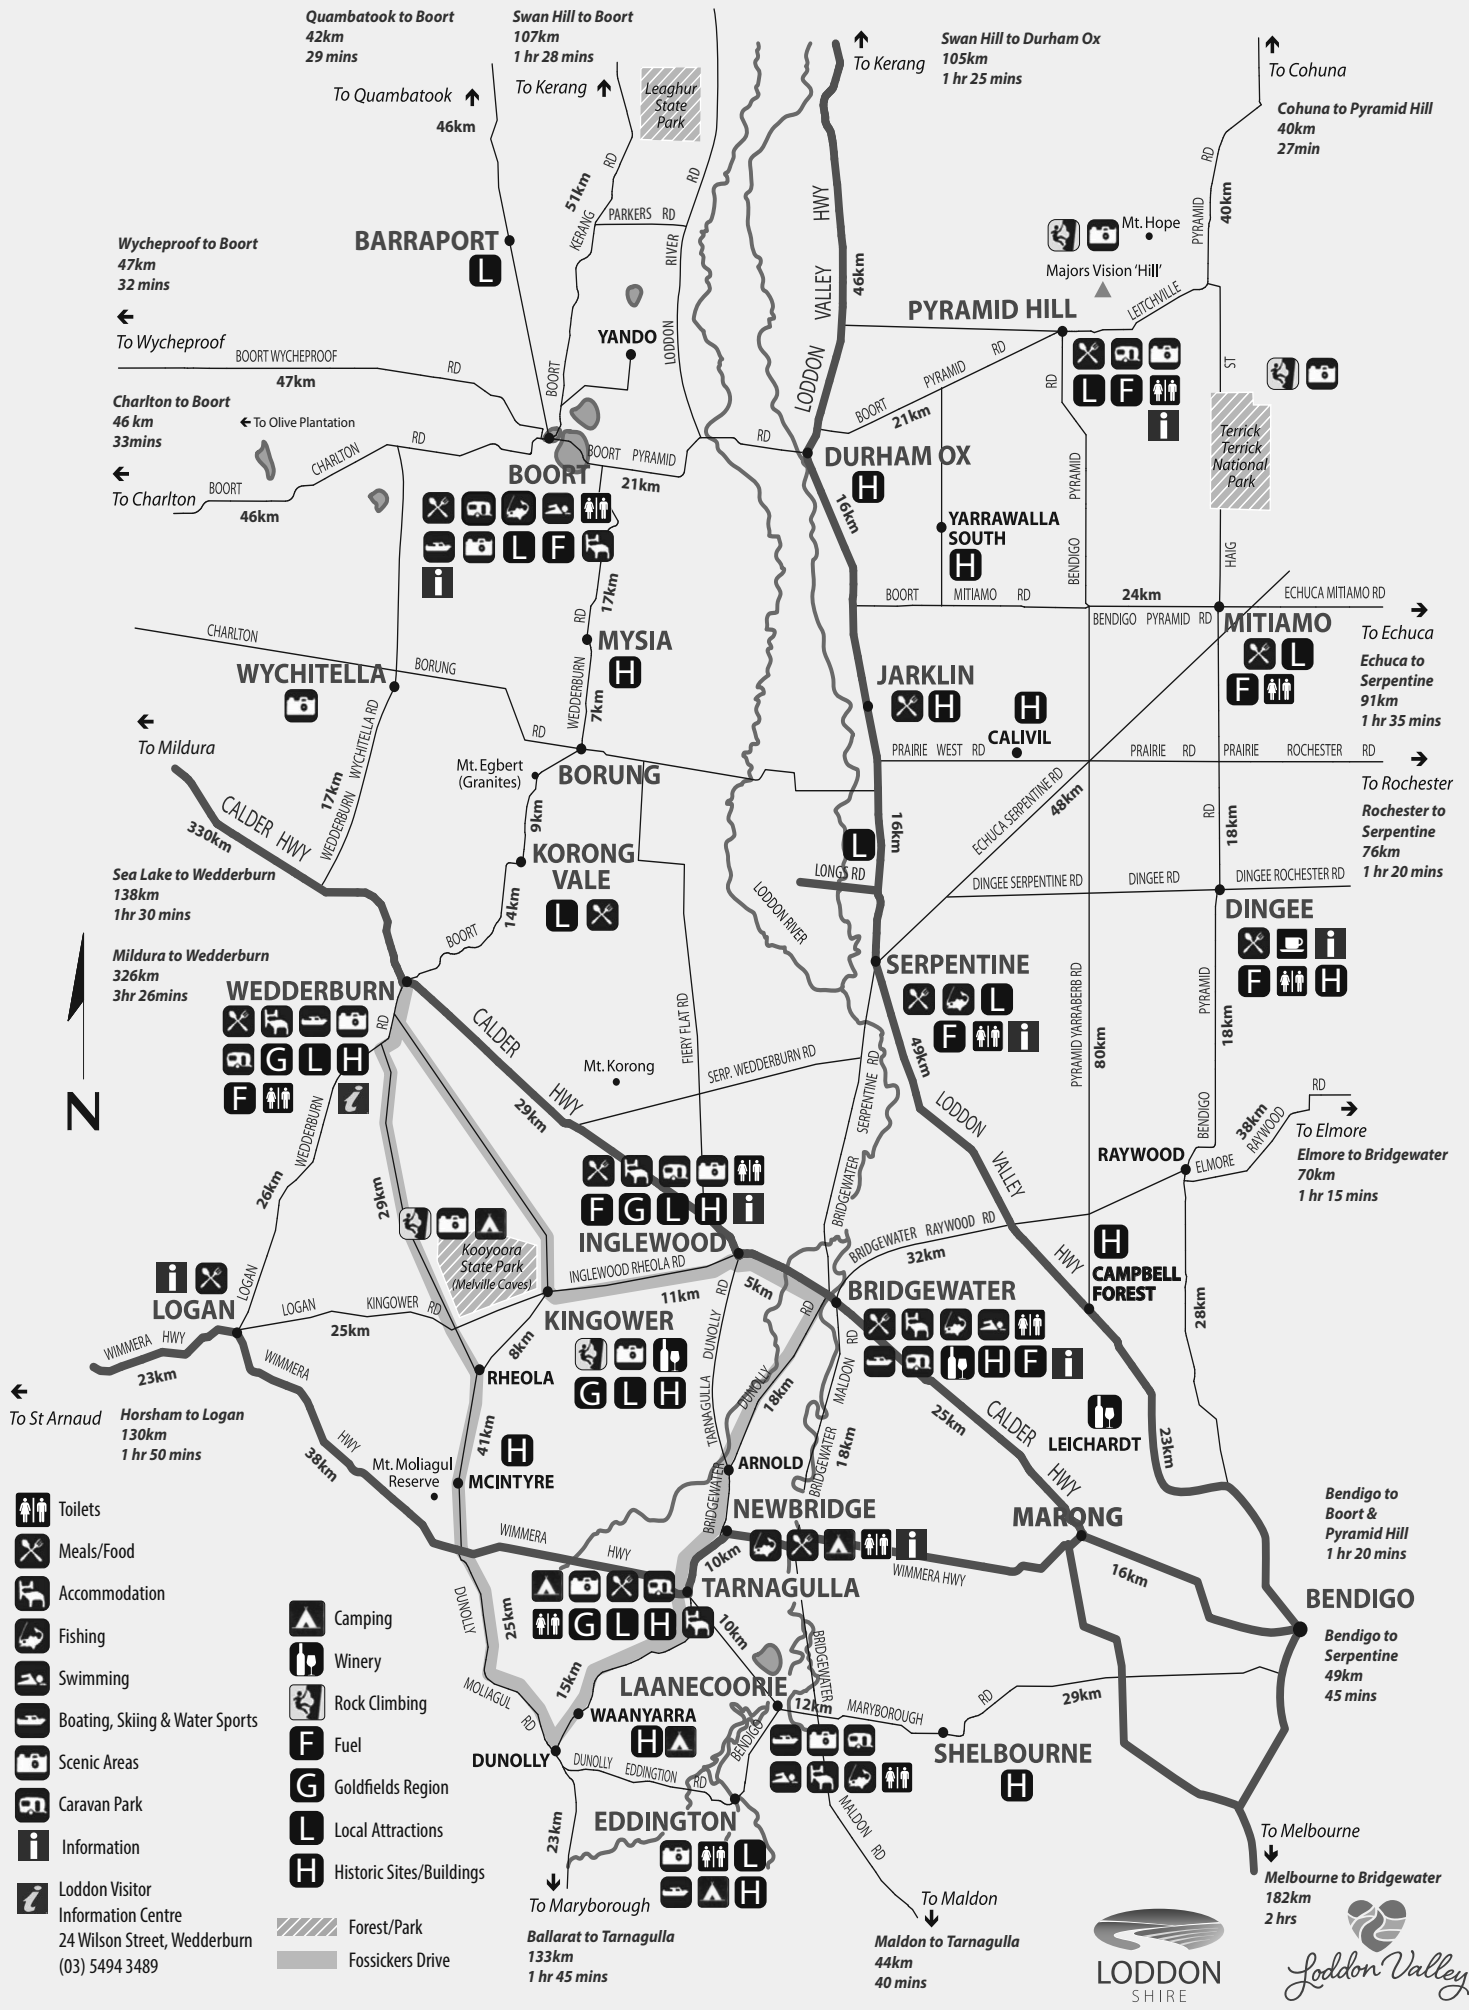 Quambatook to Boort
42km
29 mins
Swan Hill to Boort
107km
1 hr 28 mins
Swan Hill to Durham Ox
105km
1 hr 25 mins
To Quambatook
46km
To Kerang
Leaghur
State
Park
To Kerang
To Cohuna
Cohuna to Pyramid Hill
40km
27min
RD
51km
KERANG
PARKERS RD
RD
RIVER
LODDON
HWY
VALLEY
LODDON
46km
RD
40km
PYRAMID
Mt. Hope
Majors Vision 'Hill'
LEITCHVILLE
BARRAPORT
L
Wycheproof to Boort
47km
32 mins
To Wycheproof
BOORT WYCHEPROOF
RD
47km
YANDO
BOORT
PYRAMID HILL
L F
i
RD
PYRAMID
BOORT
21km
RD
PYRAMID
BENDIGO
ST
HAIG
Terrick
Terrick
National
Park
Charlton to Boort
46 km
33mins
To Olive Plantation
RD
CHARLTON
To Charlton
BOORT
46km
BOORT
BOORT PYRAMID
RD
21km
L F
i
DURHAM OX
H
16km
YARRAWALLA
SOUTH
H
BOORT MITIAMO RD
24km
ECHUCA MITIAMO RD
BENDIGO PYRAMID RD
To Echuca
MITIAMO
L
F
Echuca to
Serpentine
91km
1 hr 35 mins
17km
RD
MYSIA
H
WEDDERBURN
7km
CHARLTON
BORUNG
RD
WYCHITELLA
JARKLIN
H
H
CALIVIL
PRAIRIE WEST RD
PRAIRIE RD
PRAIRIE ROCHESTER RD
To Rochester
Rochester to
Serpentine
76km
1 hr 20 mins
To Mildura
WEDDERBURN WYCHITELLA RD
17km
Mt. Egbert
(Granites)
BORUNG
9km
CALDER HWY
330km
KORONG
VALE
L
14km
BOORT
ECHUCA SERPENTINE RD
48km
RD
18km
16km
L
LONGS RD
LODDON RIVER
DINGEE SERPENTINE RD
DINGEE RD
DINGEE ROCHESTER RD
DINGEE
i
F H
Sea Lake to Wedderburn
138km
1hr 30 mins
Mildura to Wedderburn
326km
3hr 26mins
WEDDERBURN
RD
G L H
F i
N
SERPENTINE
L
F i
49km
PYRAMID YARRABERB RD
80km
PYRAMID
18km
BENDIGO
FIERY FLAT RD
CALDER
HWY
29km
Mt. Korong
SERP. WEDDERBURN RD
SERPENTINE RD
BRIDGEWATER
LODDON
VALLEY
HWY
RD
To Elmore
38km
RAYWOOD
ELMORE
RAYWOOD
Elmore to Bridgewater
70km
1 hr 15 mins
WEDDERBURN
26km
LOGAN
29km
Kooyoora
State Park
(Melville Caves)
F G L H i
INGLEWOOD
INGLEWOOD RHEOLA RD
11km
5km
BRIDGEWATER RAYWOOD RD
32km
H
CAMPBELL
FOREST
28km
BRIDGEWATER
H F i
i
LOGAN
LOGAN KINGOWER RD
25km
WIMMERA HWY
23km
WIMMERA
HWY
38km
KINGOWER
G L H
8km
RHEOLA
41km
H
MCINTYRE
Mt. Moliagul
Reserve
TARNAGULLA DUNOLLY RD
RD
DUNOLLY
18km
BRIDGEWATER
RD
MALDON
BRIDGEWATER
18km
CALDER
HWY
25km
LEICHARDT
23km
To St Arnaud
Horsham to Logan
130km
1 hr 50 mins
ARNOLD
NEWBRIDGE
i
10km
WIMMERA HWY
MARONG
16km
Bendigo to
Boort &
Pyramid Hill
1 hr 20 mins
BENDIGO
Bendigo to
Serpentine
49km
45 mins
WIMMERA
HWY
DUNOLLY
MOLIAGUL
RD
25km
TARNAGULLA
G L H
10km
BRIDGEWATER
15km
WAANYARRA
H
DUNOLLY
DUNOLLY EDDINGTON RD
LAANECOORIE
12km
MARYBOROUGH
RD
29km
BENDIGO
SHELBOURNE
H
EDDINGTON
L
H
MALDON RD
23km
To Maryborough
Ballarat to Tarnagulla
133km
1 hr 45 mins
To Maldon
Maldon to Tarnagulla
44km
40 mins
To Melbourne
Melbourne to Bridgewater
182km
2 hrs
Toilets
Meals/Food
Accommodation
Fishing
Swimming
Boating, Skiing & Water Sports
Scenic Areas
Caravan Park
i Information
i Loddon Visitor
Information Centre
24 Wilson Street, Wedderburn
(03) 5494 3489
Camping
Winery
Rock Climbing
F Fuel
G Goldfields Region
L Local Attractions
H Historic Sites/Buildings
Forest/Park
Fossickers Drive
LODDON
SHIRE
Loddon Valley